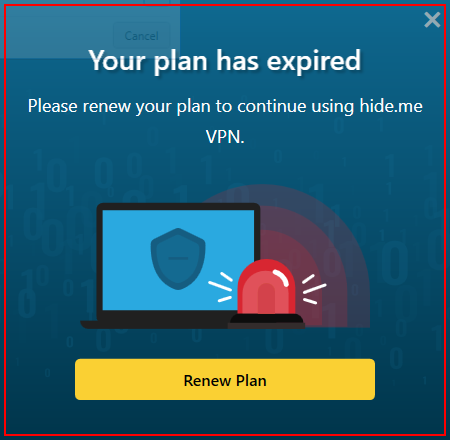 Cancel
Your plan has expired
Please renew your plan to continue using hide.me
VPN.
Renew Plan